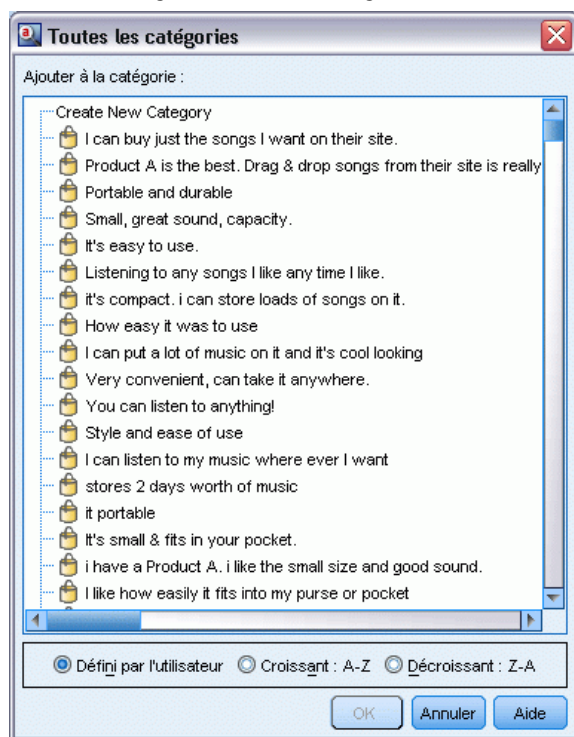 Toutes les catégories
Ajouter à la catégorie :
Create New Category
I can buy just the songs I want on their site.
Product A is the best. Drag & drop songs from their site is really
Portable and durable
Small, great sound, capacity.
It's easy to use.
Listening to any songs I like any time I like.
it's compact. i can store loads of songs on it.
How easy it was to use
I can put a lot of music on it and it's cool looking
Very convenient, can take it anywhere.
You can listen to anything!
Style and ease of use
I can listen to my music where ever I want
stores 2 days worth of music
it portable
It's small & fits in your pocket.
i have a Product A. i like the small size and good sound.
I like how easily it fits into my purse or pocket
Défini par l'utilisateur Croissant : A-Z Décroissant : Z-A
OK Annuler Aide